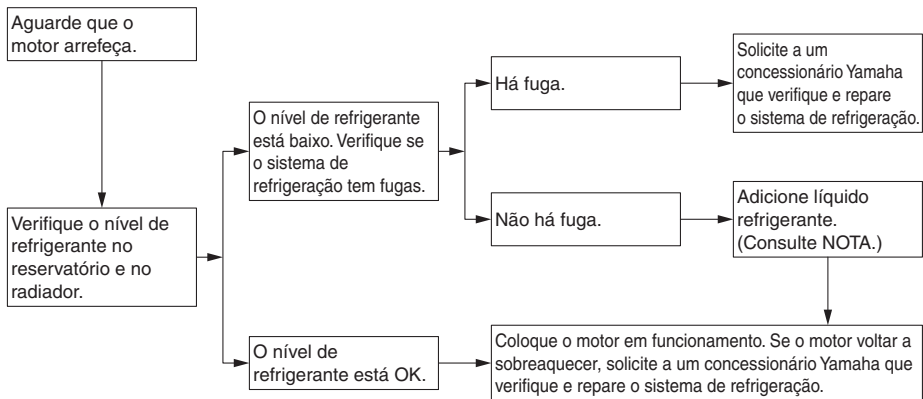 Aguarde que o
motor arrefeça.
Verifique o nível de
refrigerante no
reservatório e no
radiador.
O nível de refrigerante
está baixo. Verifique se
o sistema de
refrigeração tem fugas.
Há fuga.
Solicite a um
concessionário Yamaha
que verifique e repare
o sistema de refrigeração.
Não há fuga.
Adicione líquido
refrigerante.
(Consulte NOTA.)
O nível de
refrigerante está OK.
Coloque o motor em funcionamento. Se o motor voltar a
sobreaquecer, solicite a um concessionário Yamaha que
verifique e repare o sistema de refrigeração.